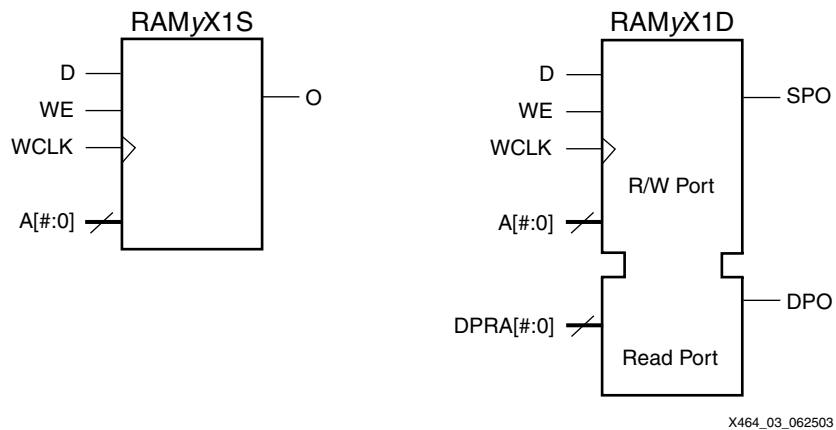 RAMyX1S
D
WE
WCLK
A[#:0]
O
RAMyX1D
D
WE
WCLK
A[#:0]
DPRA[#:0]
R/W Port
Read Port
SPO
DPO
X464_03_062503